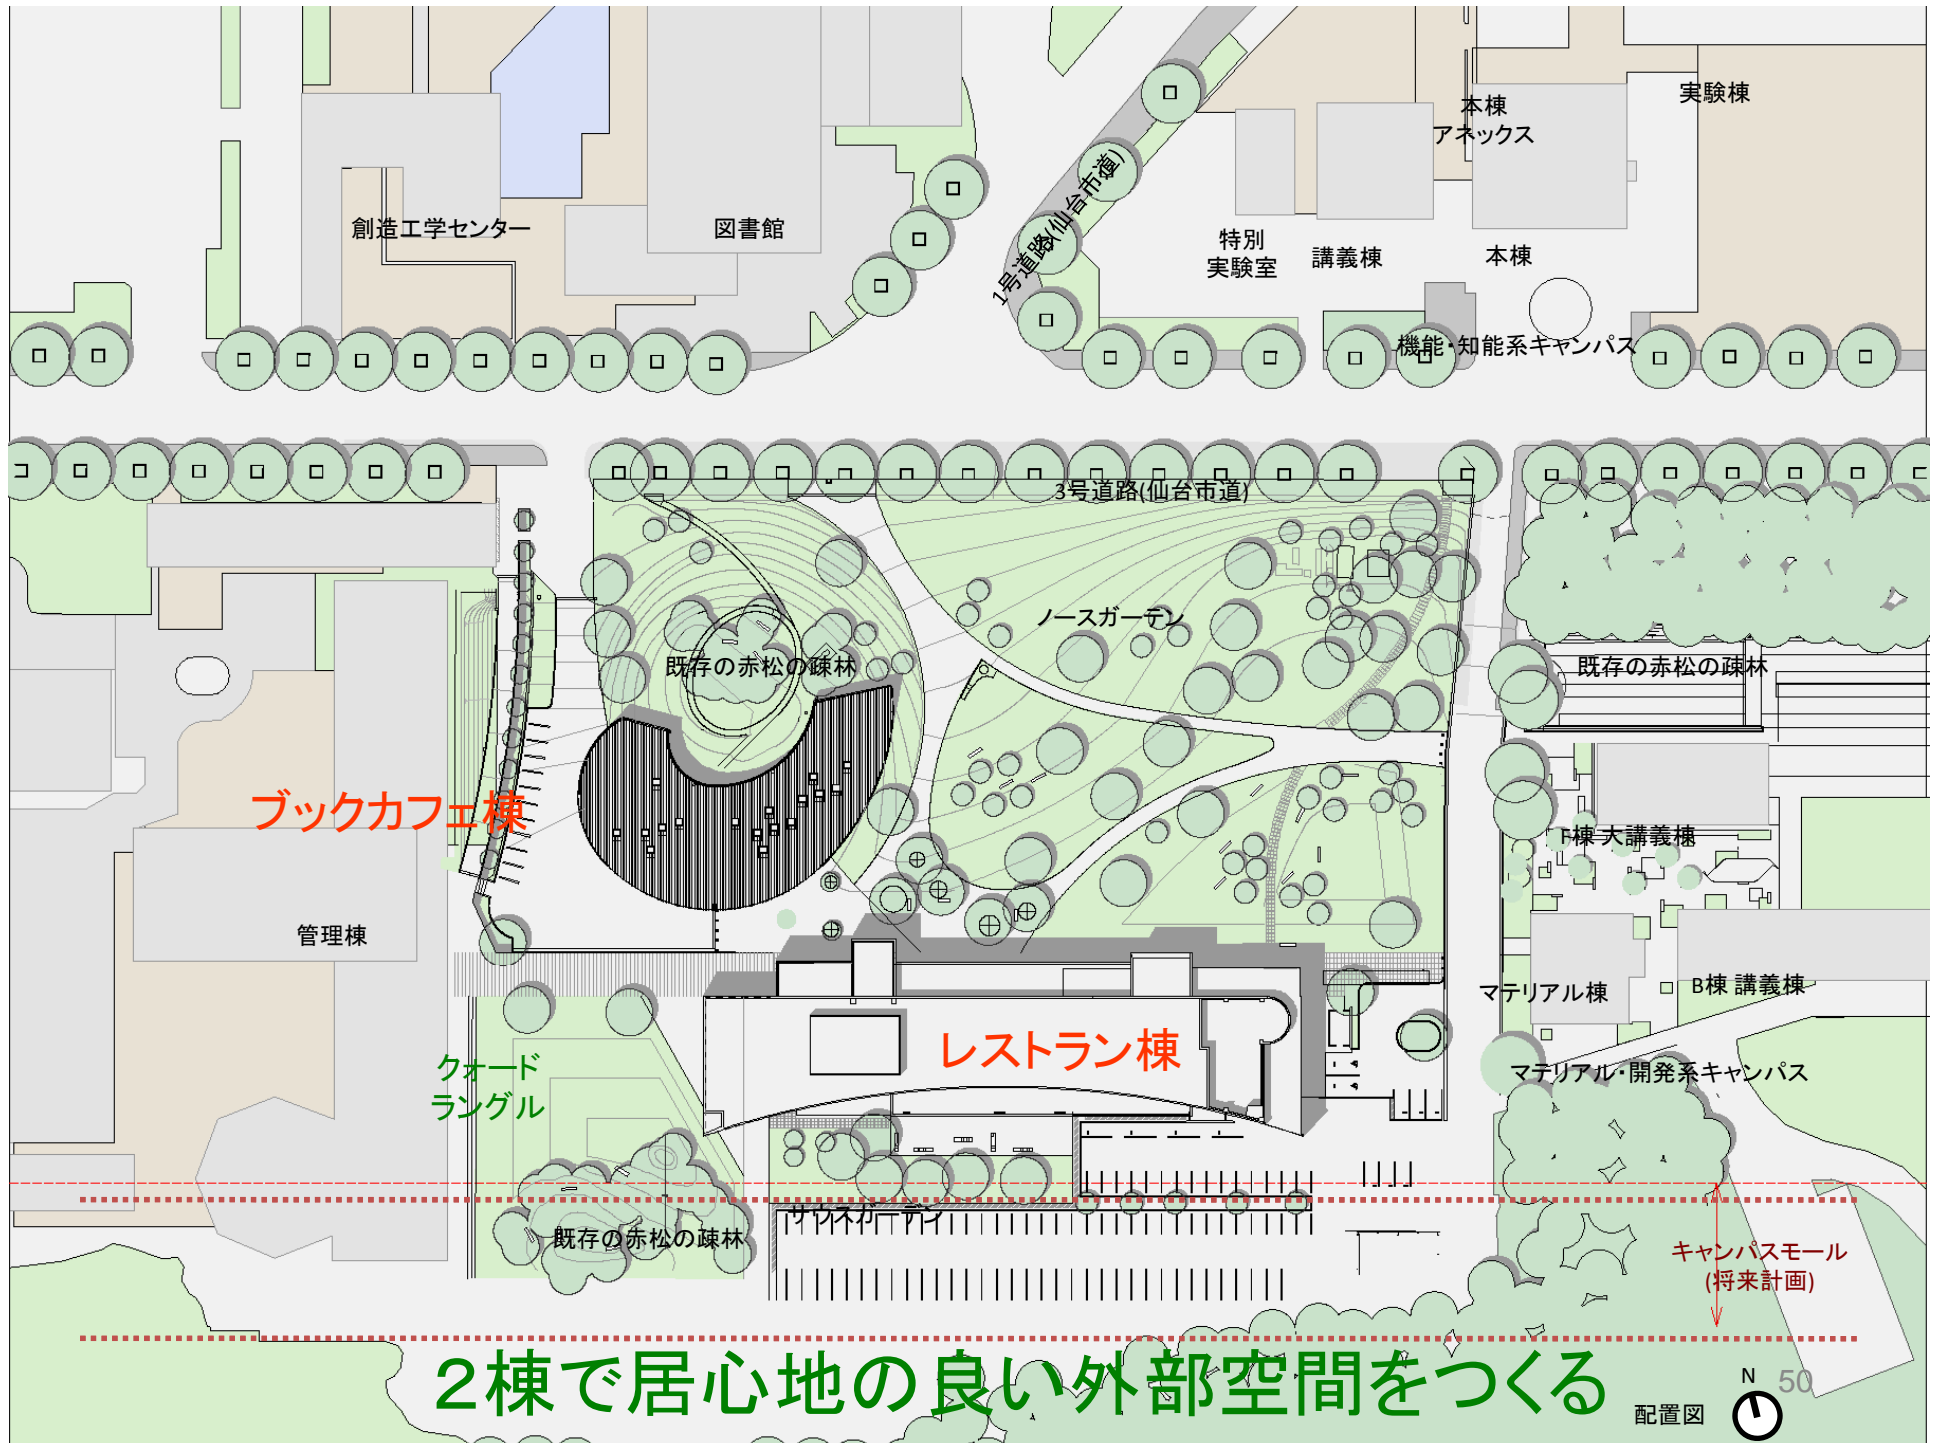 実験棟
本棟
アネックス
1号道路(仙台市道)
創造工学センター
図書館
特別
実験室
講義棟
本棟
機能・知能系キャンパス
3号道路(仙台市道)
ノースガーデン
既存の赤松の疎林
既存の赤松の疎林
ブックカフェ棟
F棟 大講義棟
管理棟
マテリアル棟
B棟 講義棟
レストラン棟
クォード
ラングル
マテリアル・開発系キャンパス
サウスガーデン
既存の赤松の疎林
キャンパスモール
(将来計画)
２棟で居心地の良い外部空間をつくる
N
50
配置図